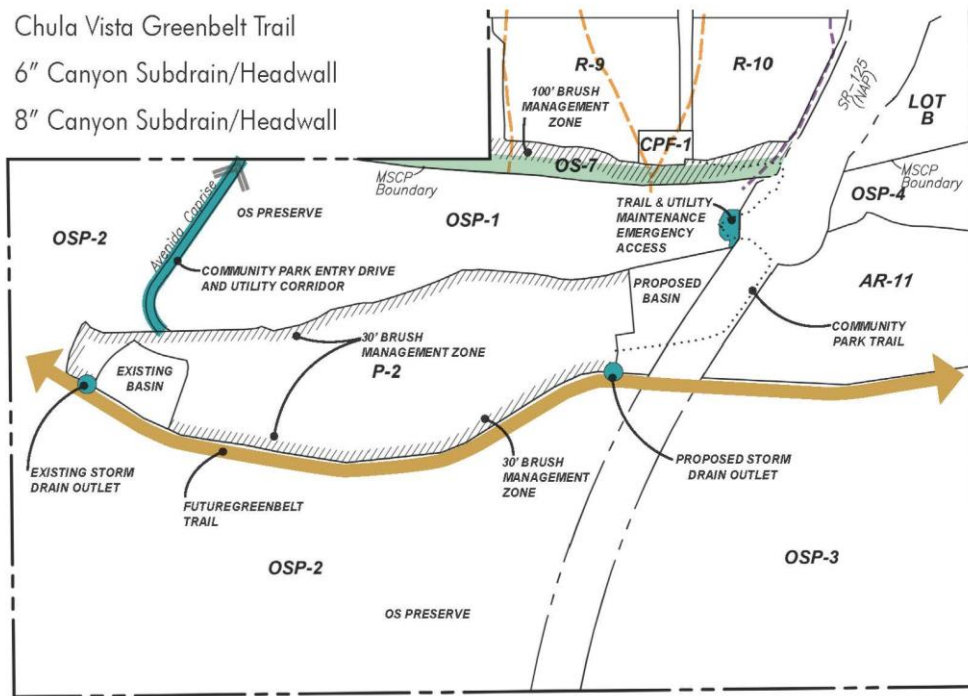 Chula Vista Greenbelt Trail
6" Canyon Subdrain/Headwall
8" Canyon Subdrain/Headwall
R-9
R-10
SR-125
(NAP)
LOT
B
100' BRUSH
MANAGEMENT
ZONE
CPF-1
OS-7
MSCP
Boundary
MSCP
Boundary
OSP-4
Avenida Caprise
OS PRESERVE
OSP-1
TRAIL & UTILITY
MAINTENANCE
EMERGENCY
ACCESS
OSP-2
COMMUNITY PARK ENTRY DRIVE
AND UTILITY CORRIDOR
PROPOSED
BASIN
AR-11
COMMUNITY
PARK TRAIL
30' BRUSH
MANAGEMENT ZONE
P-2
EXISTING
BASIN
EXISTING STORM
DRAIN OUTLET
FUTUREGREENBELT
TRAIL
30' BRUSH
MANAGEMENT
ZONE
PROPOSED STORM
DRAIN OUTLET
OSP-2
OSP-3
OS PRESERVE